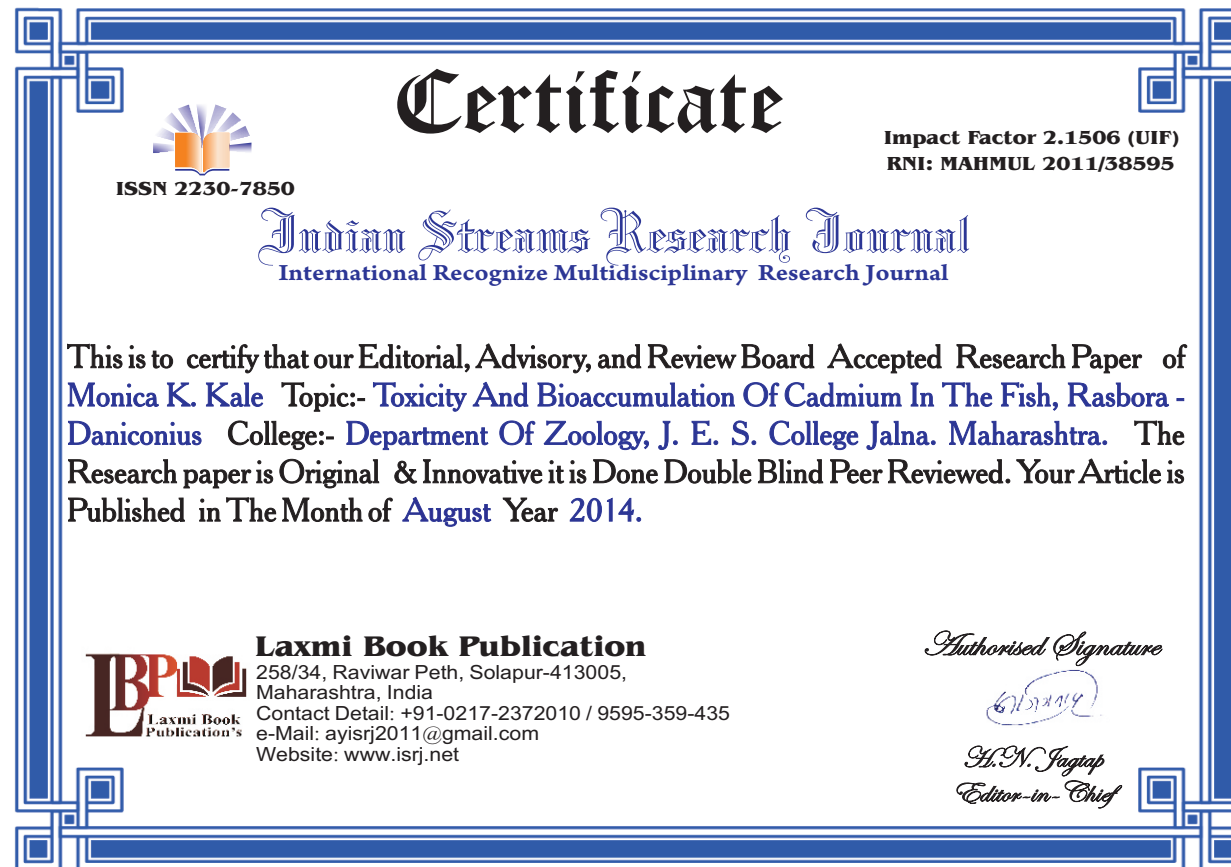 Certificate
Impact Factor 2.1506 (UIF)
RNI: MAHMUL 2011/38595
ISSN 2230-7850
Indian Streams Research Journal
International Recognize Multidisciplinary Research Journal
This is to certify that our Editorial, Advisory, and Review Board Accepted Research Paper of
Monica K. Kale Topic:- Toxicity And Bioaccumulation Of Cadmium In The Fish, Rasbora -
Daniconius College:- Department Of Zoology, J. E. S. College Jalna. Maharashtra. The
Research paper is Original & Innovative it is Done Double Blind Peer Reviewed. Your Article is
Published in The Month of August Year 2014.
LBP
Laxmi Book
Publication's
Laxmi Book Publication
258/34, Raviwar Peth, Solapur-413005,
Maharashtra, India
Contact Detail: +91-0217-2372010 / 9595-359-435
e-Mail: ayisrj2011@gmail.com
Website: www.isrj.net
Authorised Signature
H.N. Jagtap
Editor-in-Chief